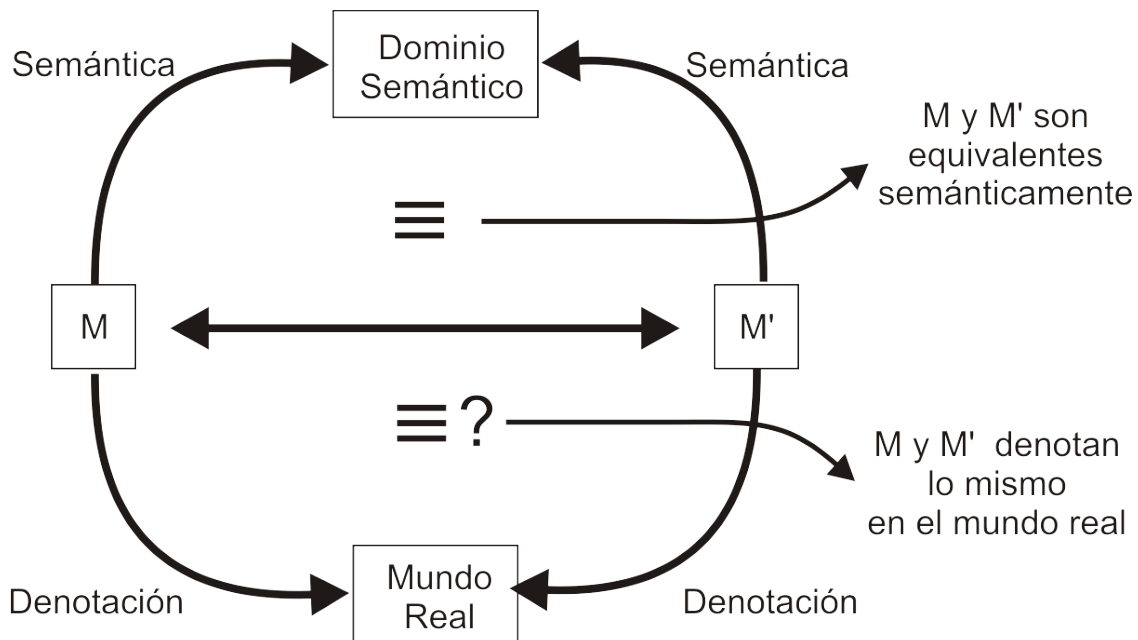 Semántica
Dominio
Semántico
Semántica
M y M' son
equivalentes
semánticamente
≡
M
M'
≡?
M y M' denotan
lo mismo
en el mundo real
Denotación
Mundo
Real
Denotación